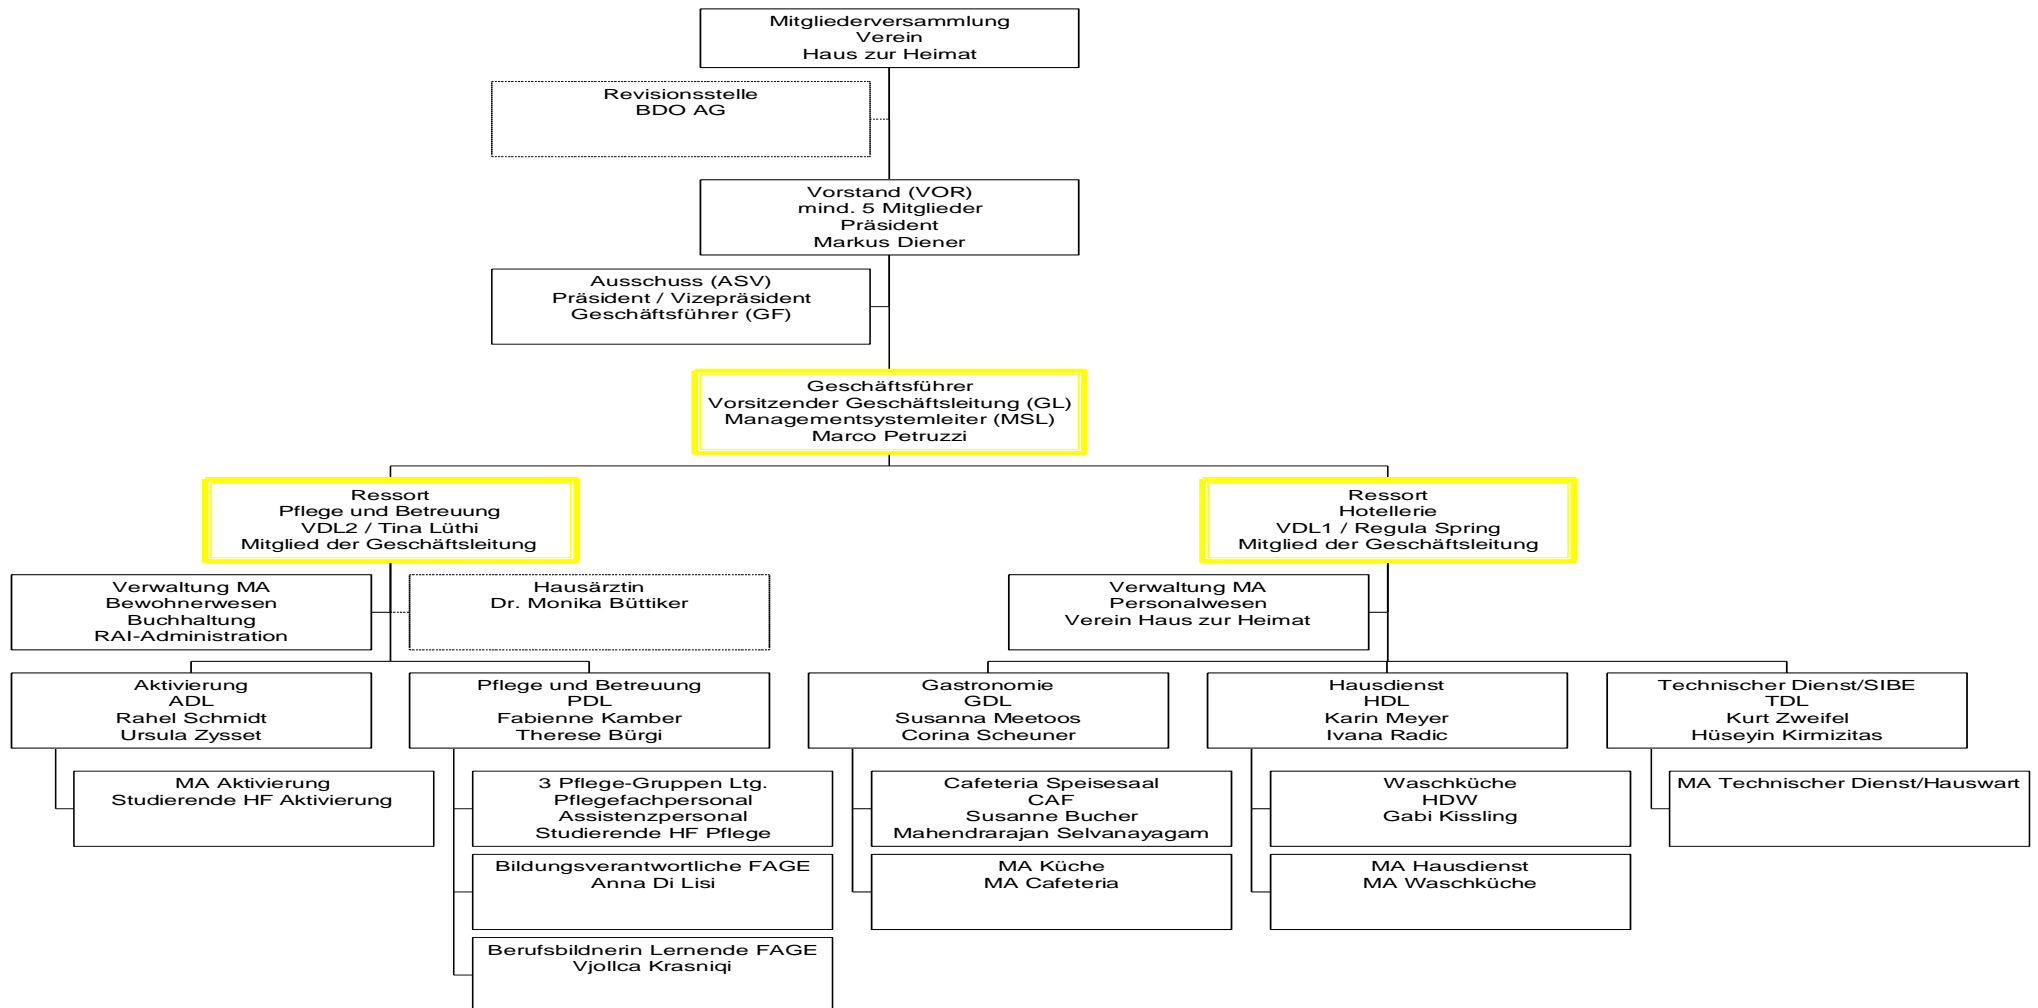 Mitgliederversammlung
Verein
Haus zur Heimat
Revisionsstelle
BDO AG
Vorstand (VOR)
mind. 5 Mitglieder
Präsident
Markus Diener
Ausschuss (ASV)
Präsident / Vizepräsident
Geschäftsführer (GF)
Geschäftsführer
Vorsitzender Geschäftsleitung (GL)
Managementsystemleiter (MSL)
Marco Petruzzi
Ressort
Pflege und Betreuung
VDL2 / Tina Lüthi
Mitglied der Geschäftsleitung
Ressort
Hotellerie
VDL1 / Regula Spring
Mitglied der Geschäftsleitung
Verwaltung MA
Bewohnerwesen
Buchhaltung
RAI-Administration
Hausärztin
Dr. Monika Büttiker
Verwaltung MA
Personalwesen
Verein Haus zur Heimat
Aktivierung
ADL
Rahel Schmidt
Ursula Zysset
Pflege und Betreuung
PDL
Fabienne Kamber
Therese Bürgi
Gastronomie
GDL
Susanna Meetoos
Corina Scheuner
Hausdienst
HDL
Karin Meyer
Ivana Radic
Technischer Dienst/SIBE
TDL
Kurt Zweifel
Hüseyin Kirmizitas
MA Aktivierung
Studierende HF Aktivierung
3 Pflege-Gruppen Ltg.
Pflegefachpersonal
Assistenzpersonal
Studierende HF Pflege
Cafeteria Speisesaal
CAF
Susanne Bucher
Mahendrarajan Selvanayagam
Waschküche
HDW
Gabi Kissling
MA Technischer Dienst/Hauswart
Bildungsverantwortliche FAGE
Anna Di Lisi
MA Küche
MA Cafeteria
MA Hausdienst
MA Waschküche
Berufsbildnerin Lernende FAGE
Vjollca Krasniqi